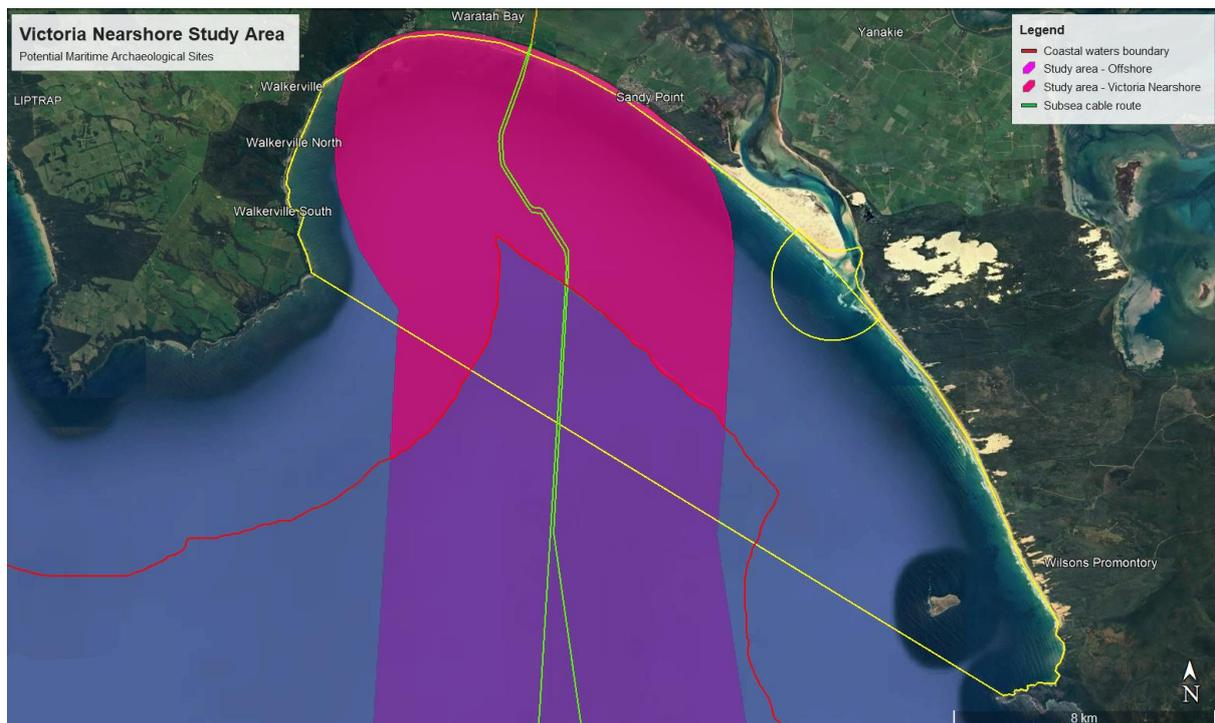 Victoria Nearshore Study Area
Potential Maritime Archaeological Sites
Waratah Bay
Yanakie
Legend
Coastal waters boundary
Study area - Offshore
Study area - Victoria Nearshore
Subsea cable route
Walkerville
LIPTRAP
Sandy Point
Walkerville North
Walkerville South
Wilsons Promontory
N
8 km